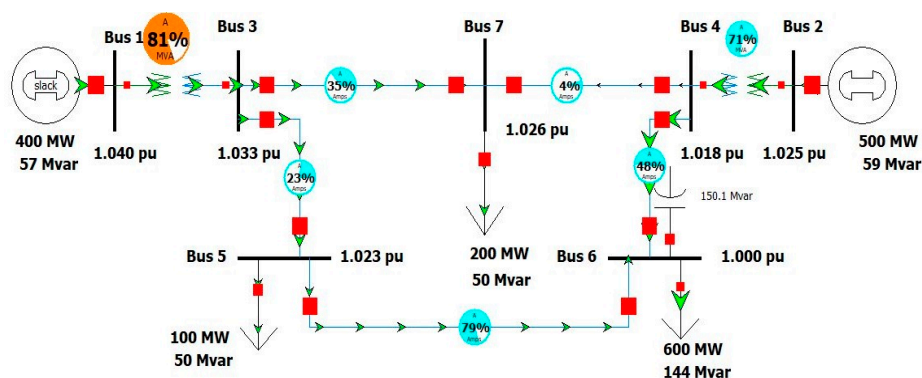 Bus 1
A
81%
MVA
Bus 3
Bus 7
Bus 4
A
71%
MVA
Bus 2
slack
A
35%
Amps
A
4%
Amps
400 MW
57 Mvar
1.040 pu
1.033 pu
1.026 pu
1.018 pu
1.025 pu
500 MW
59 Mvar
A
23%
Amps
A
48%
Amps
150.1 Mvar
Bus 5
1.023 pu
200 MW
50 Mvar
Bus 6
1.000 pu
100 MW
50 Mvar
A
79%
Amps
600 MW
144 Mvar